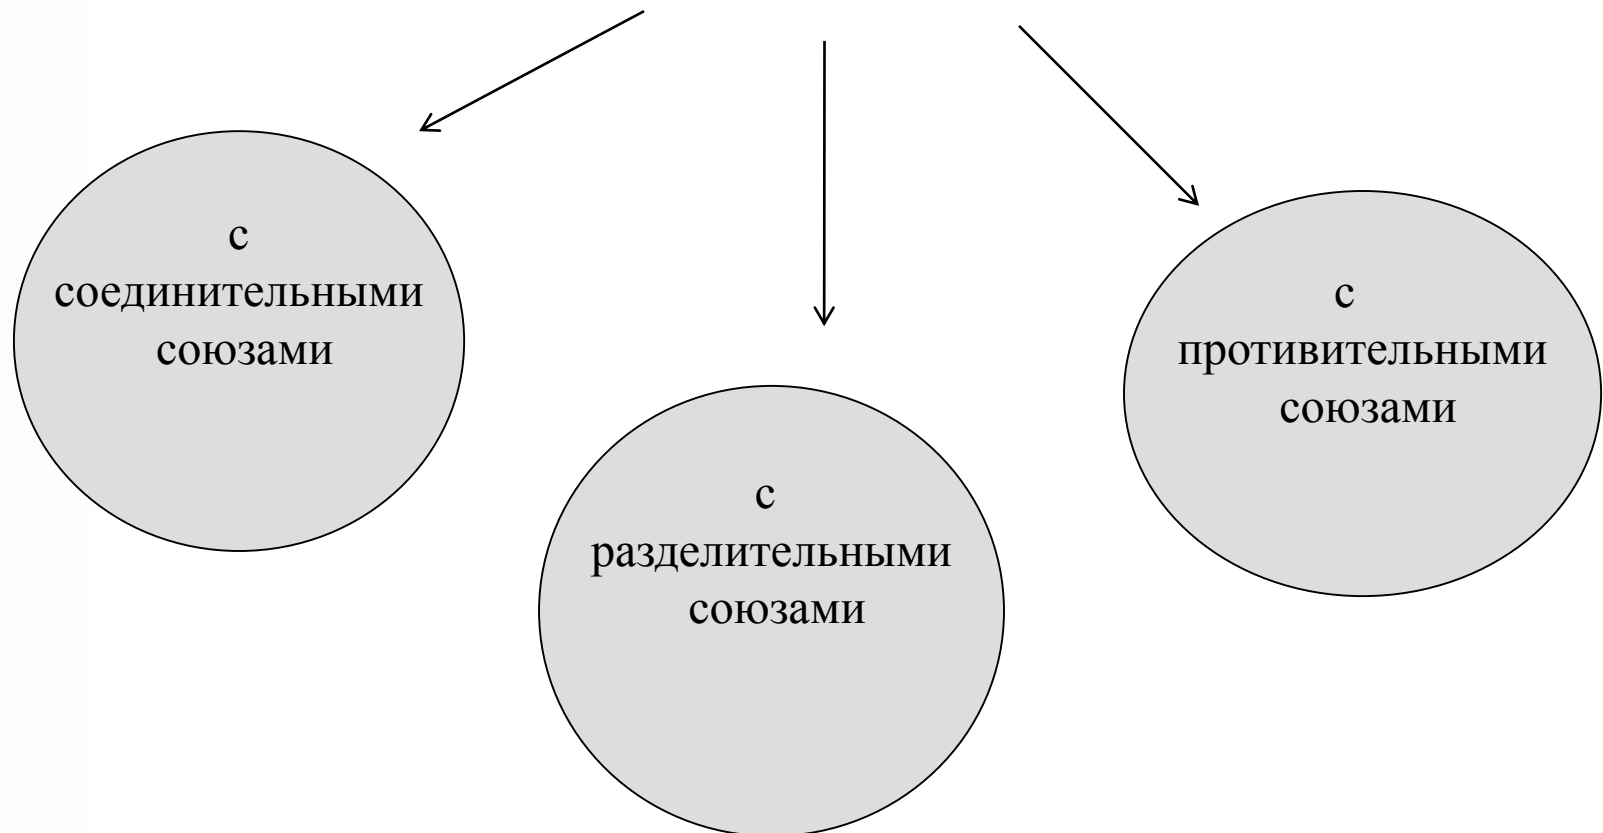 с
соединительными
союзами
с
разделительными
союзами
с
противительными
союзами